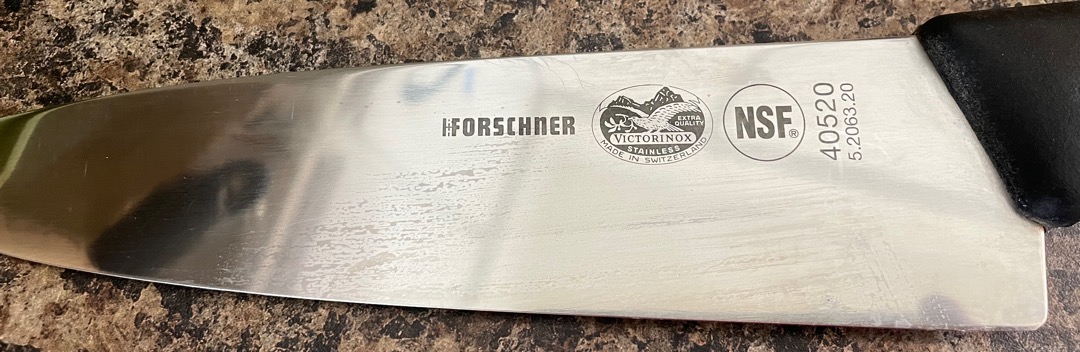 FORSCHNER
EXTRA
QUALITY
VICTORINOX
STAINLESS
MADE IN SWITZERLAND
NSF®
40520
5.2063.20